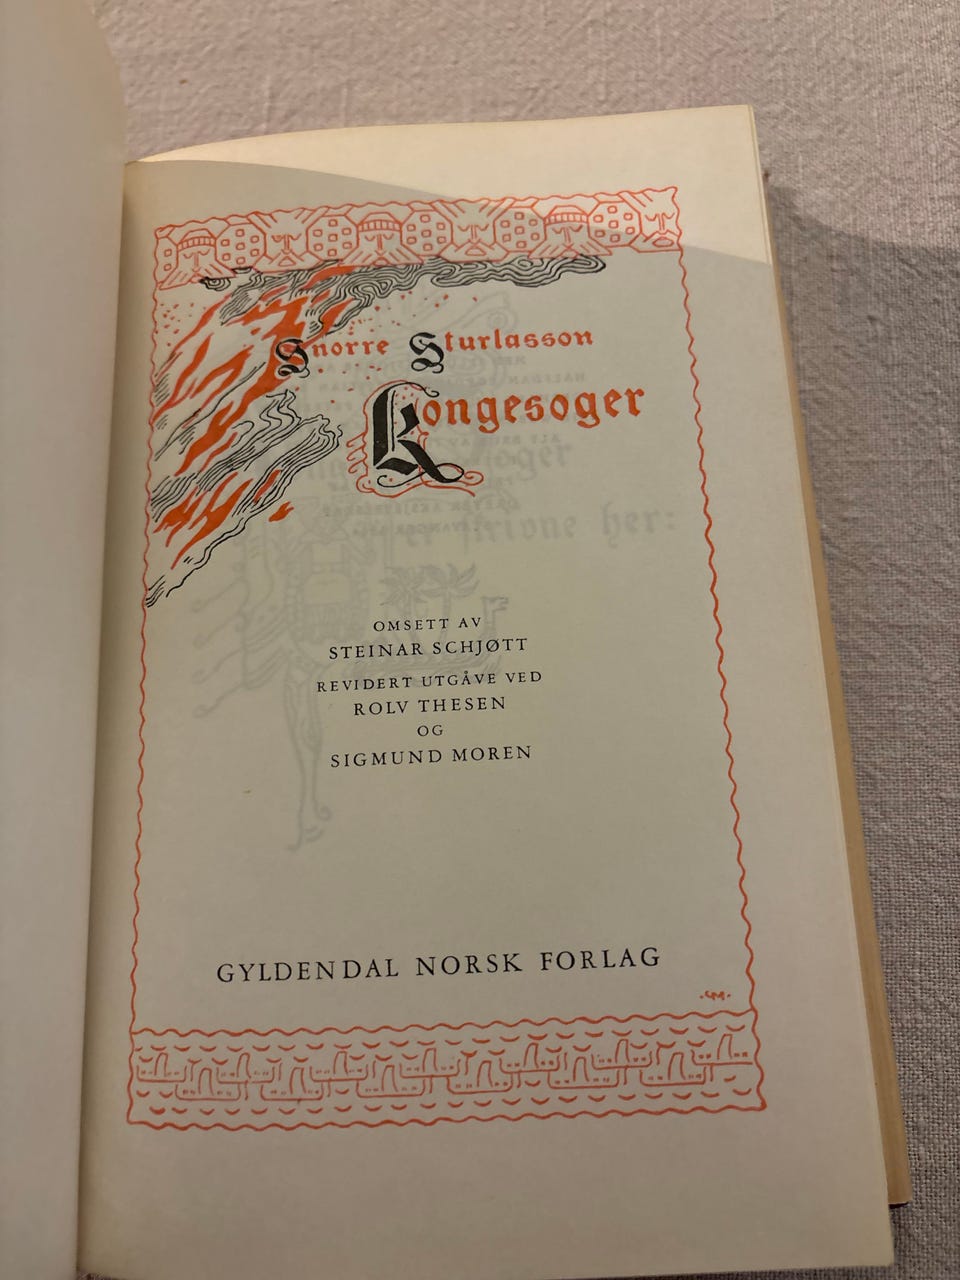 Snorre Sturlasson
Kongesoger
OMSETT AV
STEINAR SCHJØTT
REVIDERT UTGÅVE VED
ROLV THESEN
OG
SIGMUND MOREN
GYLDENDAL NORSK FORLAG